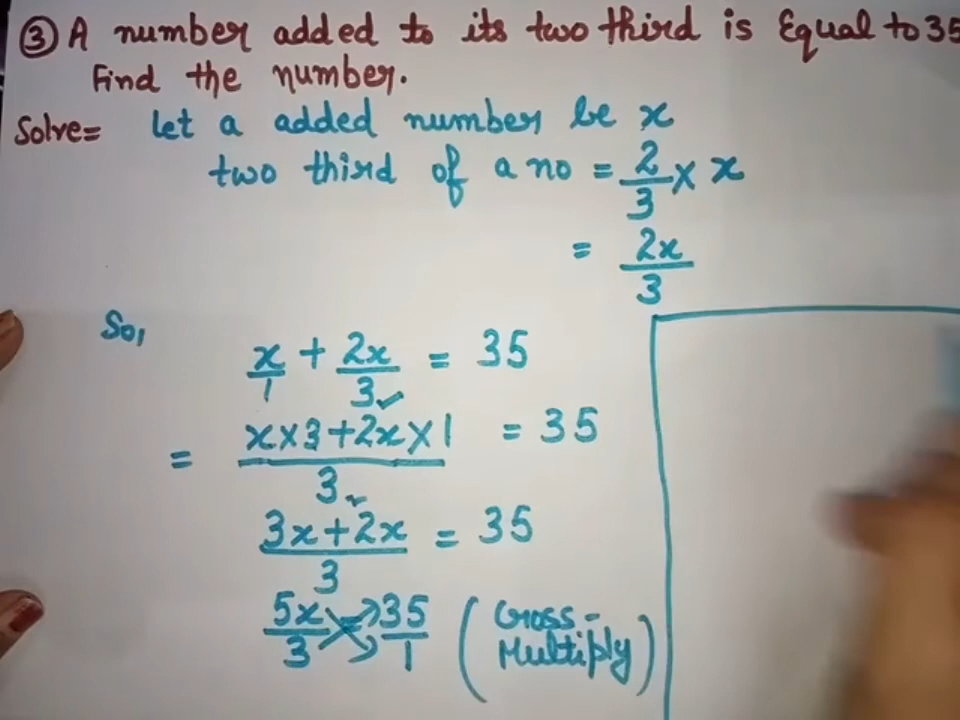 ③ A number added to its two third is Equal to 35
Find the number.
Solve= let a added number be x
two third of a no = 2/3 × x
= 2x/3
So,
x/1 + 2x/3 = 35
= x×3+2x×1/3 = 35
3x+2x/3 = 35
5x/3 = 35/1 (Cross-Multiply)